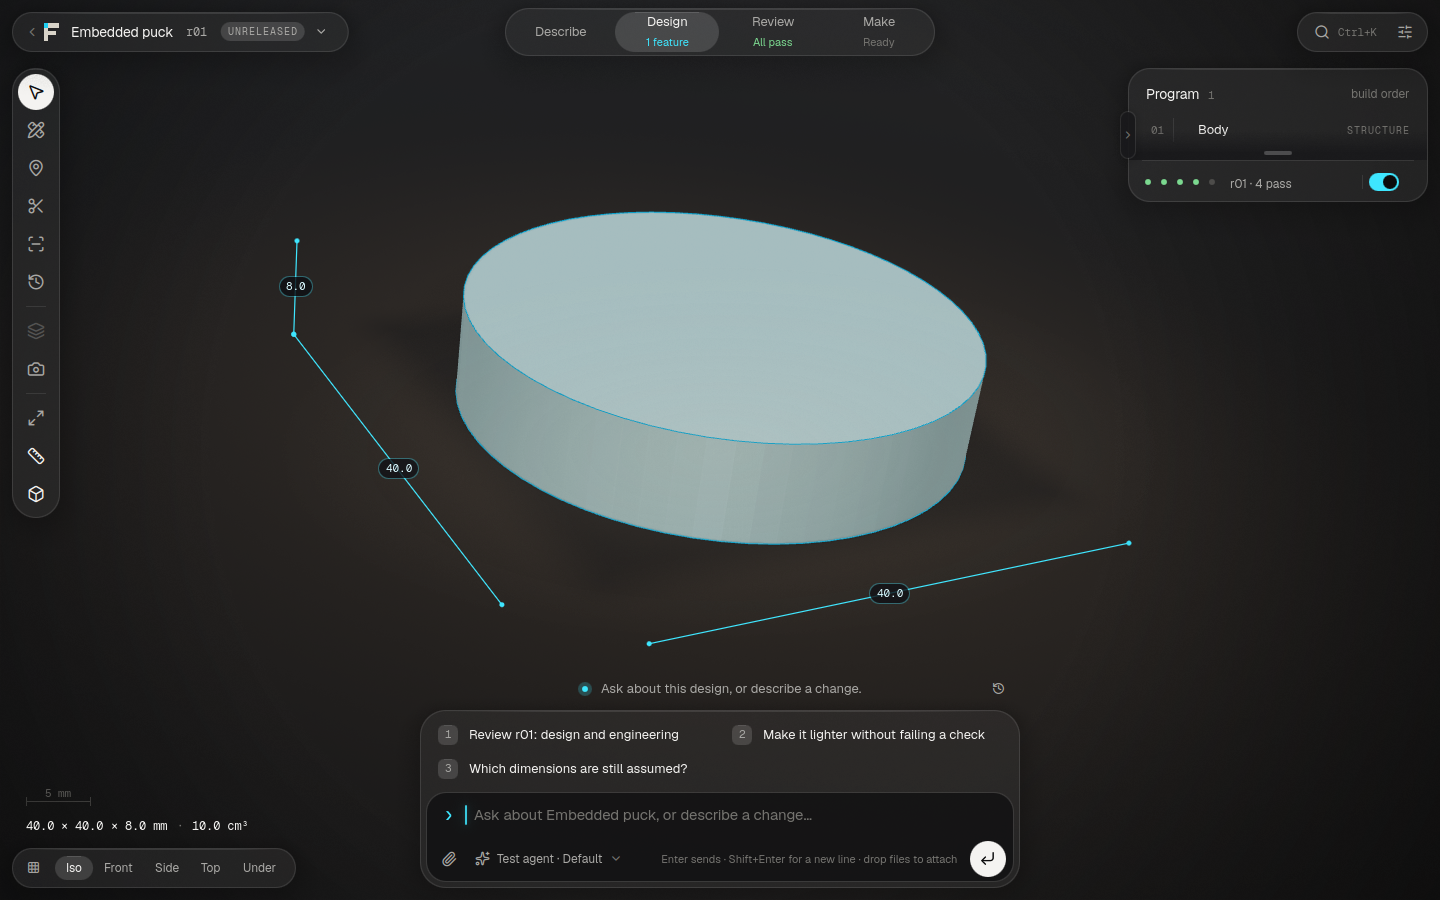 Embedded puck r01 UNRELEASED
Describe
Design
1 feature
Review
All pass
Make
Ready
Ctrl+K
Program 1 build order
01 Body STRUCTURE
r01 · 4 pass
8.0
40.0
40.0
Ask about this design, or describe a change.
1 Review r01: design and engineering
2 Make it lighter without failing a check
3 Which dimensions are still assumed?
Ask about Embedded puck, or describe a change...
Test agent · Default
Enter sends · Shift+Enter for a new line · drop files to attach
5 mm
40.0 × 40.0 × 8.0 mm · 10.0 cm³
Iso Front Side Top Under